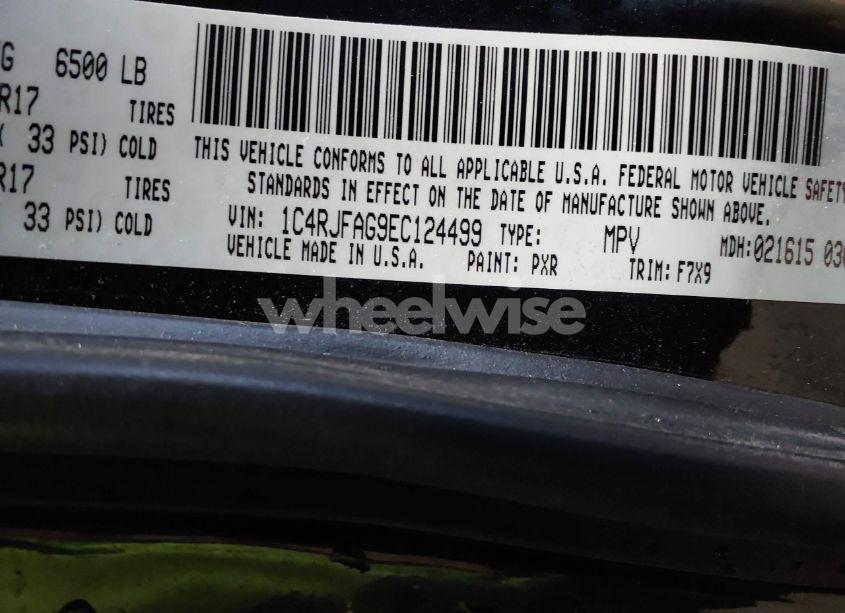 6500 LB
R17 TIRES
33 PSI) COLD
R17 TIRES
33 PSI) COLD
THIS VEHICLE CONFORMS TO ALL APPLICABLE U.S.A. FEDERAL MOTOR VEHICLE SAFETY
STANDARDS IN EFFECT ON THE DATE OF MANUFACTURE SHOWN ABOVE.
VIN: 1C4RJFAG9EC124499 TYPE: MPV MDH:021615 030
VEHICLE MADE IN U.S.A. PAINT: PXR TRIM: F7X9
wheelwise